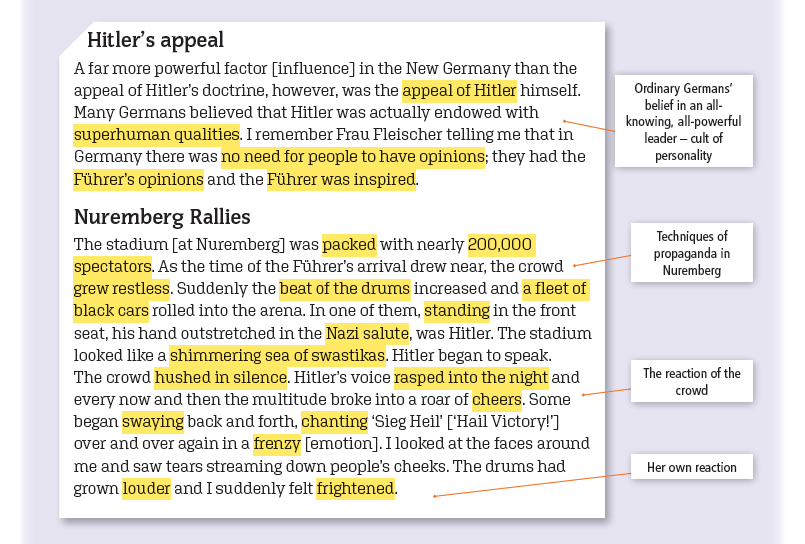 Hitler's appeal
A far more powerful factor [influence] in the New Germany than the
appeal of Hitler's doctrine, however, was the appeal of Hitler himself.
Many Germans believed that Hitler was actually endowed with
superhuman qualities. I remember Frau Fleischer telling me that in
Germany there was no need for people to have opinions; they had the
Führer's opinions and the Führer was inspired.
Nuremberg Rallies
The stadium [at Nuremberg] was packed with nearly 200,000
spectators. As the time of the Führer's arrival drew near, the crowd
grew restless. Suddenly the beat of the drums increased and a fleet of
black cars rolled into the arena. In one of them, standing in the front
seat, his hand outstretched in the Nazi salute, was Hitler. The stadium
looked like a shimmering sea of swastikas. Hitler began to speak.
The crowd hushed in silence. Hitler's voice rasped into the night and
every now and then the multitude broke into a roar of cheers. Some
began swaying back and forth, chanting 'Sieg Heil' ['Hail Victory!']
over and over again in a frenzy [emotion]. I looked at the faces around
me and saw tears streaming down people's cheeks. The drums had
grown louder and I suddenly felt frightened.
Ordinary Germans'
belief in an all-
knowing, all-powerful
leader – cult of
personality
Techniques of
propaganda in
Nuremberg
The reaction of the
crowd
Her own reaction